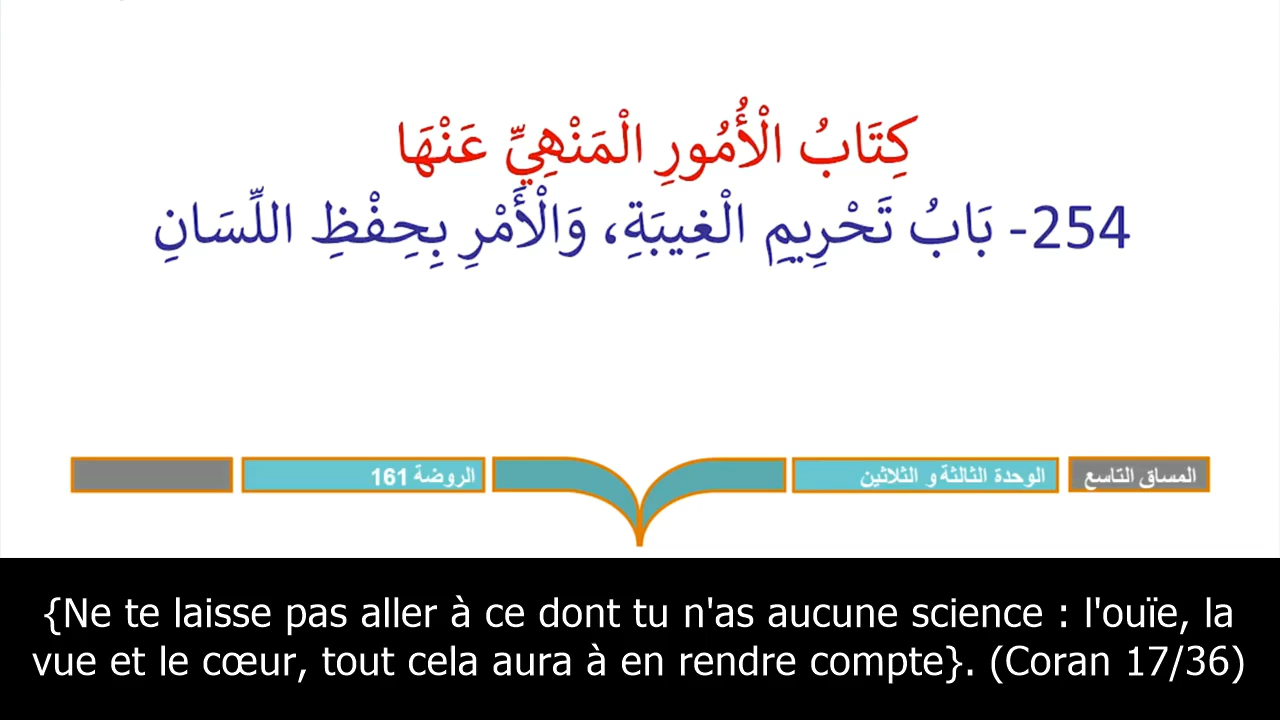 كِتَابُ الْأُمُورِ الْمَنْهِيِّ عَنْهَا
254- بَابُ تَحْرِيمِ الْغِيبَةِ، وَالْأَمْرِ بِحِفْظِ اللِّسَانِ
المساق التاسع
الوحدة الثالثة و الثلاثين
الروضة 161
{Ne te laisse pas aller à ce dont tu n'as aucune science : l'ouïe, la
vue et le cœur, tout cela aura à en rendre compte}. (Coran 17/36)